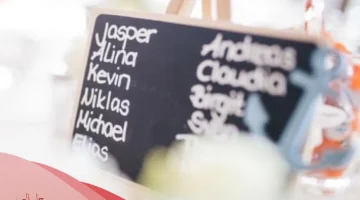 Jasper
Alina
Kevin
Niklas
Michael
Elias
Andreas
Claudia
Birgit